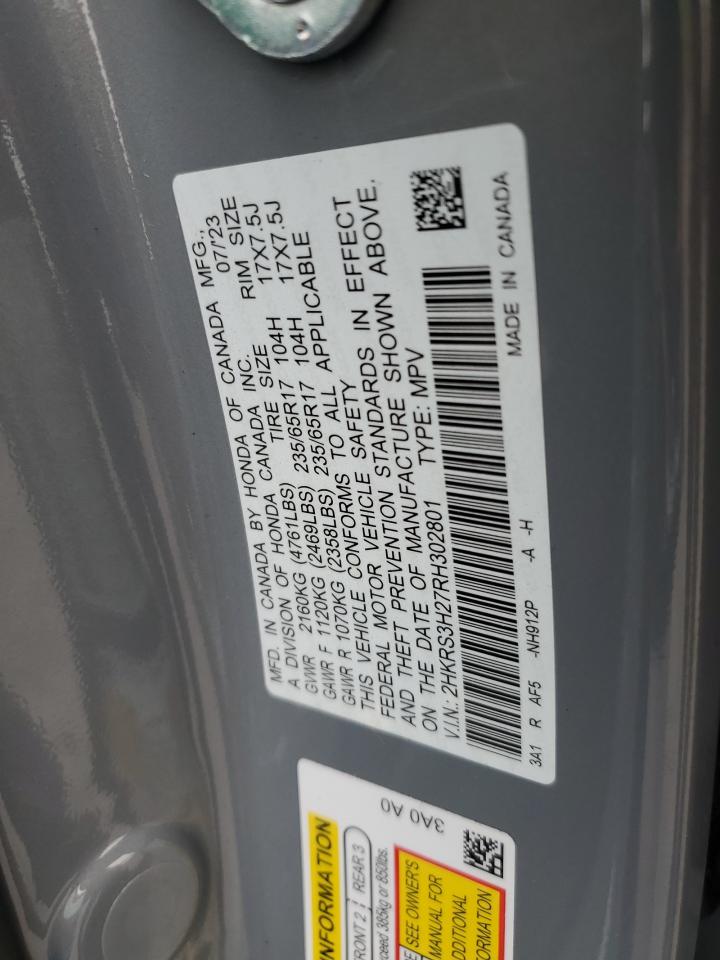 MFD. IN CANADA BY HONDA OF CANADA MFG.,
A DIVISION OF HONDA CANADA INC. 07/'23
GVWR 2160KG (4761LBS) TIRE SIZE RIM SIZE
GAWR F 1120KG (2469LBS) 235/65R17 104H 17X7.5J
GAWR R 1070KG (2358LBS) 235/65R17 104H 17X7.5J
THIS VEHICLE CONFORMS TO ALL APPLICABLE
FEDERAL MOTOR VEHICLE SAFETY
AND THEFT PREVENTION STANDARDS IN EFFECT
ON THE DATE OF MANUFACTURE SHOWN ABOVE.
V.I.N.: 2HKRS3H27RH302801 TYPE: MPV
3A1 R AF5 -NH912P -A -H MADE IN CANADA
3A0 A0
INFORMATION
FRONT 2 REAR 3
exceed 385kg or 850lbs.
SEE OWNER'S
MANUAL FOR
ADDITIONAL